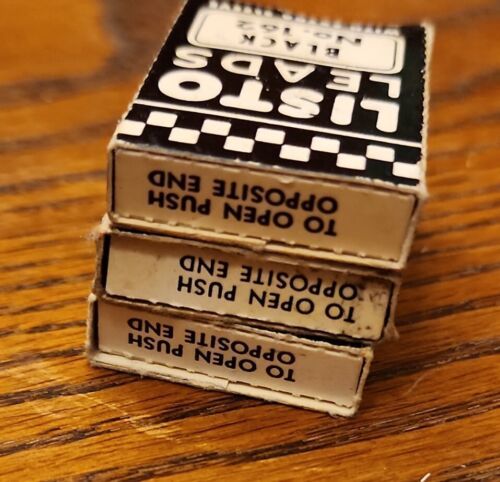 TO OPEN PUSH
OPPOSITE END
TO OPEN PUSH
OPPOSITE END
TO OPEN PUSH
OPPOSITE END
LISTO
LEADS
BLACK
No. 162